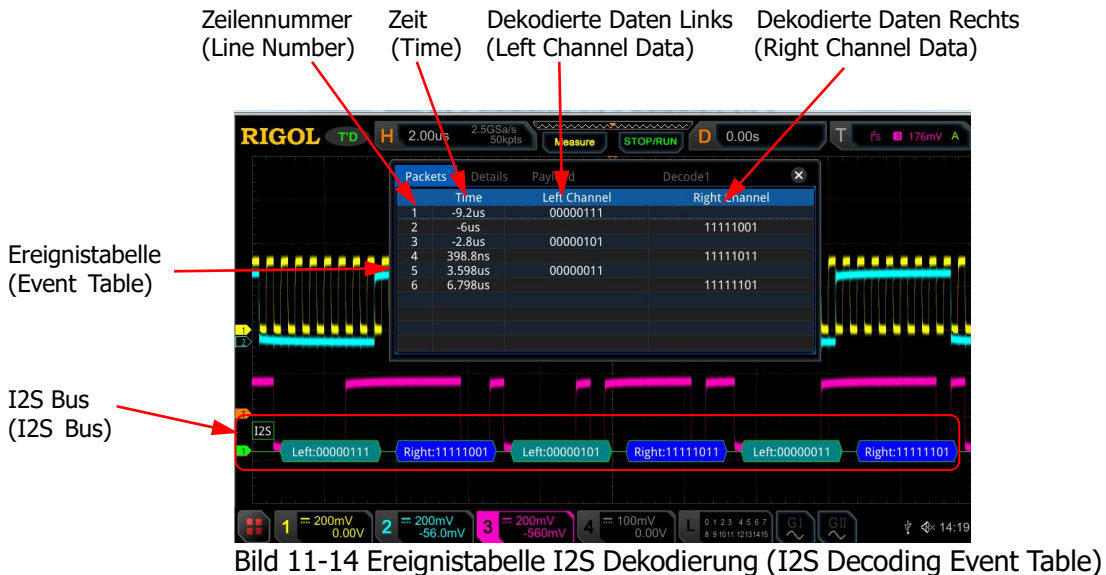 Zeilennummer Zeit Dekodierte Daten Links Dekodierte Daten Rechts
(Line Number) (Time) (Left Channel Data) (Right Channel Data)
RIGOL T'D H 2.00us 2.5GSa/s 50kpts Measure STOP/RUN D 0.00s T I²s 3 176mV A
Packets Details Payload Decode1
Time Left Channel Right Channel
1 -9.2us 00000111
2 -6us 11111001
3 -2.8us 00000101
4 398.8ns 11111011
5 3.598us 00000011
6 6.798us 11111101
Ereignistabelle
(Event Table)
1
2
I2S Bus
(I2S Bus)
I2S
1 Left:00000111 Right:11111001 Left:00000101 Right:11111011 Left:00000011 Right:11111101
1 200mV 2 200mV 3 200mV 4 100mV L 0 1 2 3 4 5 6 7 GI GII 14:19
0.00V -56.0mV -560mV 0.00V 8 9 10 11 12 13 14 15
Bild 11-14 Ereignistabelle I2S Dekodierung (I2S Decoding Event Table)